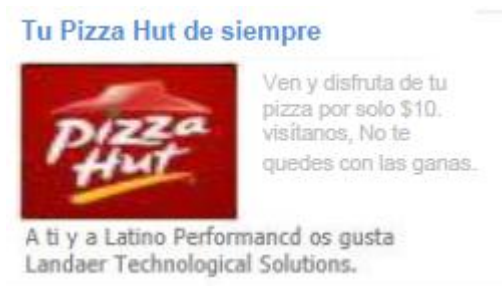 Tu Pizza Hut de siempre
Pizza
Hut
Ven y disfruta de tu
pizza por solo $10.
visítanos, No te
quedes con las ganas.
A ti y a Latino Performancd os gusta
Landaer Technological Solutions.